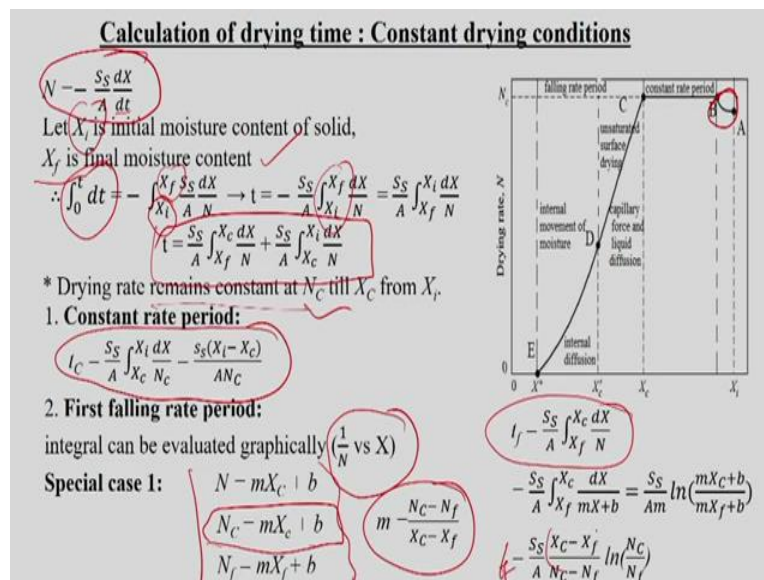 Calculation of drying time : Constant drying conditions
N = - S_S/A dX/dt
Let X_i is initial moisture content of solid,
X_f is final moisture content
∴ ∫_0^t dt = - ∫_{X_i}^{X_f} S_S/A dX/N → t = - S_S/A ∫_{X_i}^{X_f} dX/N = S_S/A ∫_{X_f}^{X_i} dX/N
t = S_S/A ∫_{X_f}^{X_c} dX/N + S_S/A ∫_{X_c}^{X_i} dX/N
* Drying rate remains constant at N_C till X_C from X_i.
1. Constant rate period:
t_C = S_S/A ∫_{X_c}^{X_i} dX/N_c = s_s(X_i - X_c)/AN_C
2. First falling rate period:
integral can be evaluated graphically (1/N vs X)
Special case 1:
N = mX_C + b
N_C = mX_c + b
N_f = mX_f + b
m = N_C - N_f/X_C - X_f
t_f = S_S/A ∫_{X_f}^{X_C} dX/N
= S_S/A ∫_{X_f}^{X_C} dX/mX+b = S_S/Am ln(mX_C+b/mX_f+b)
= S_S/A (X_C - X_f/N_C - N_f) ln(N_C/N_f)
falling rate period
constant rate period
N_c
C
B
A
unsaturated
surface
drying
internal
movement of
moisture
capillary
force and
liquid
diffusion
D
E
internal
diffusion
Drying rate, N
0
0
X*
X_c'
X_c
X_i